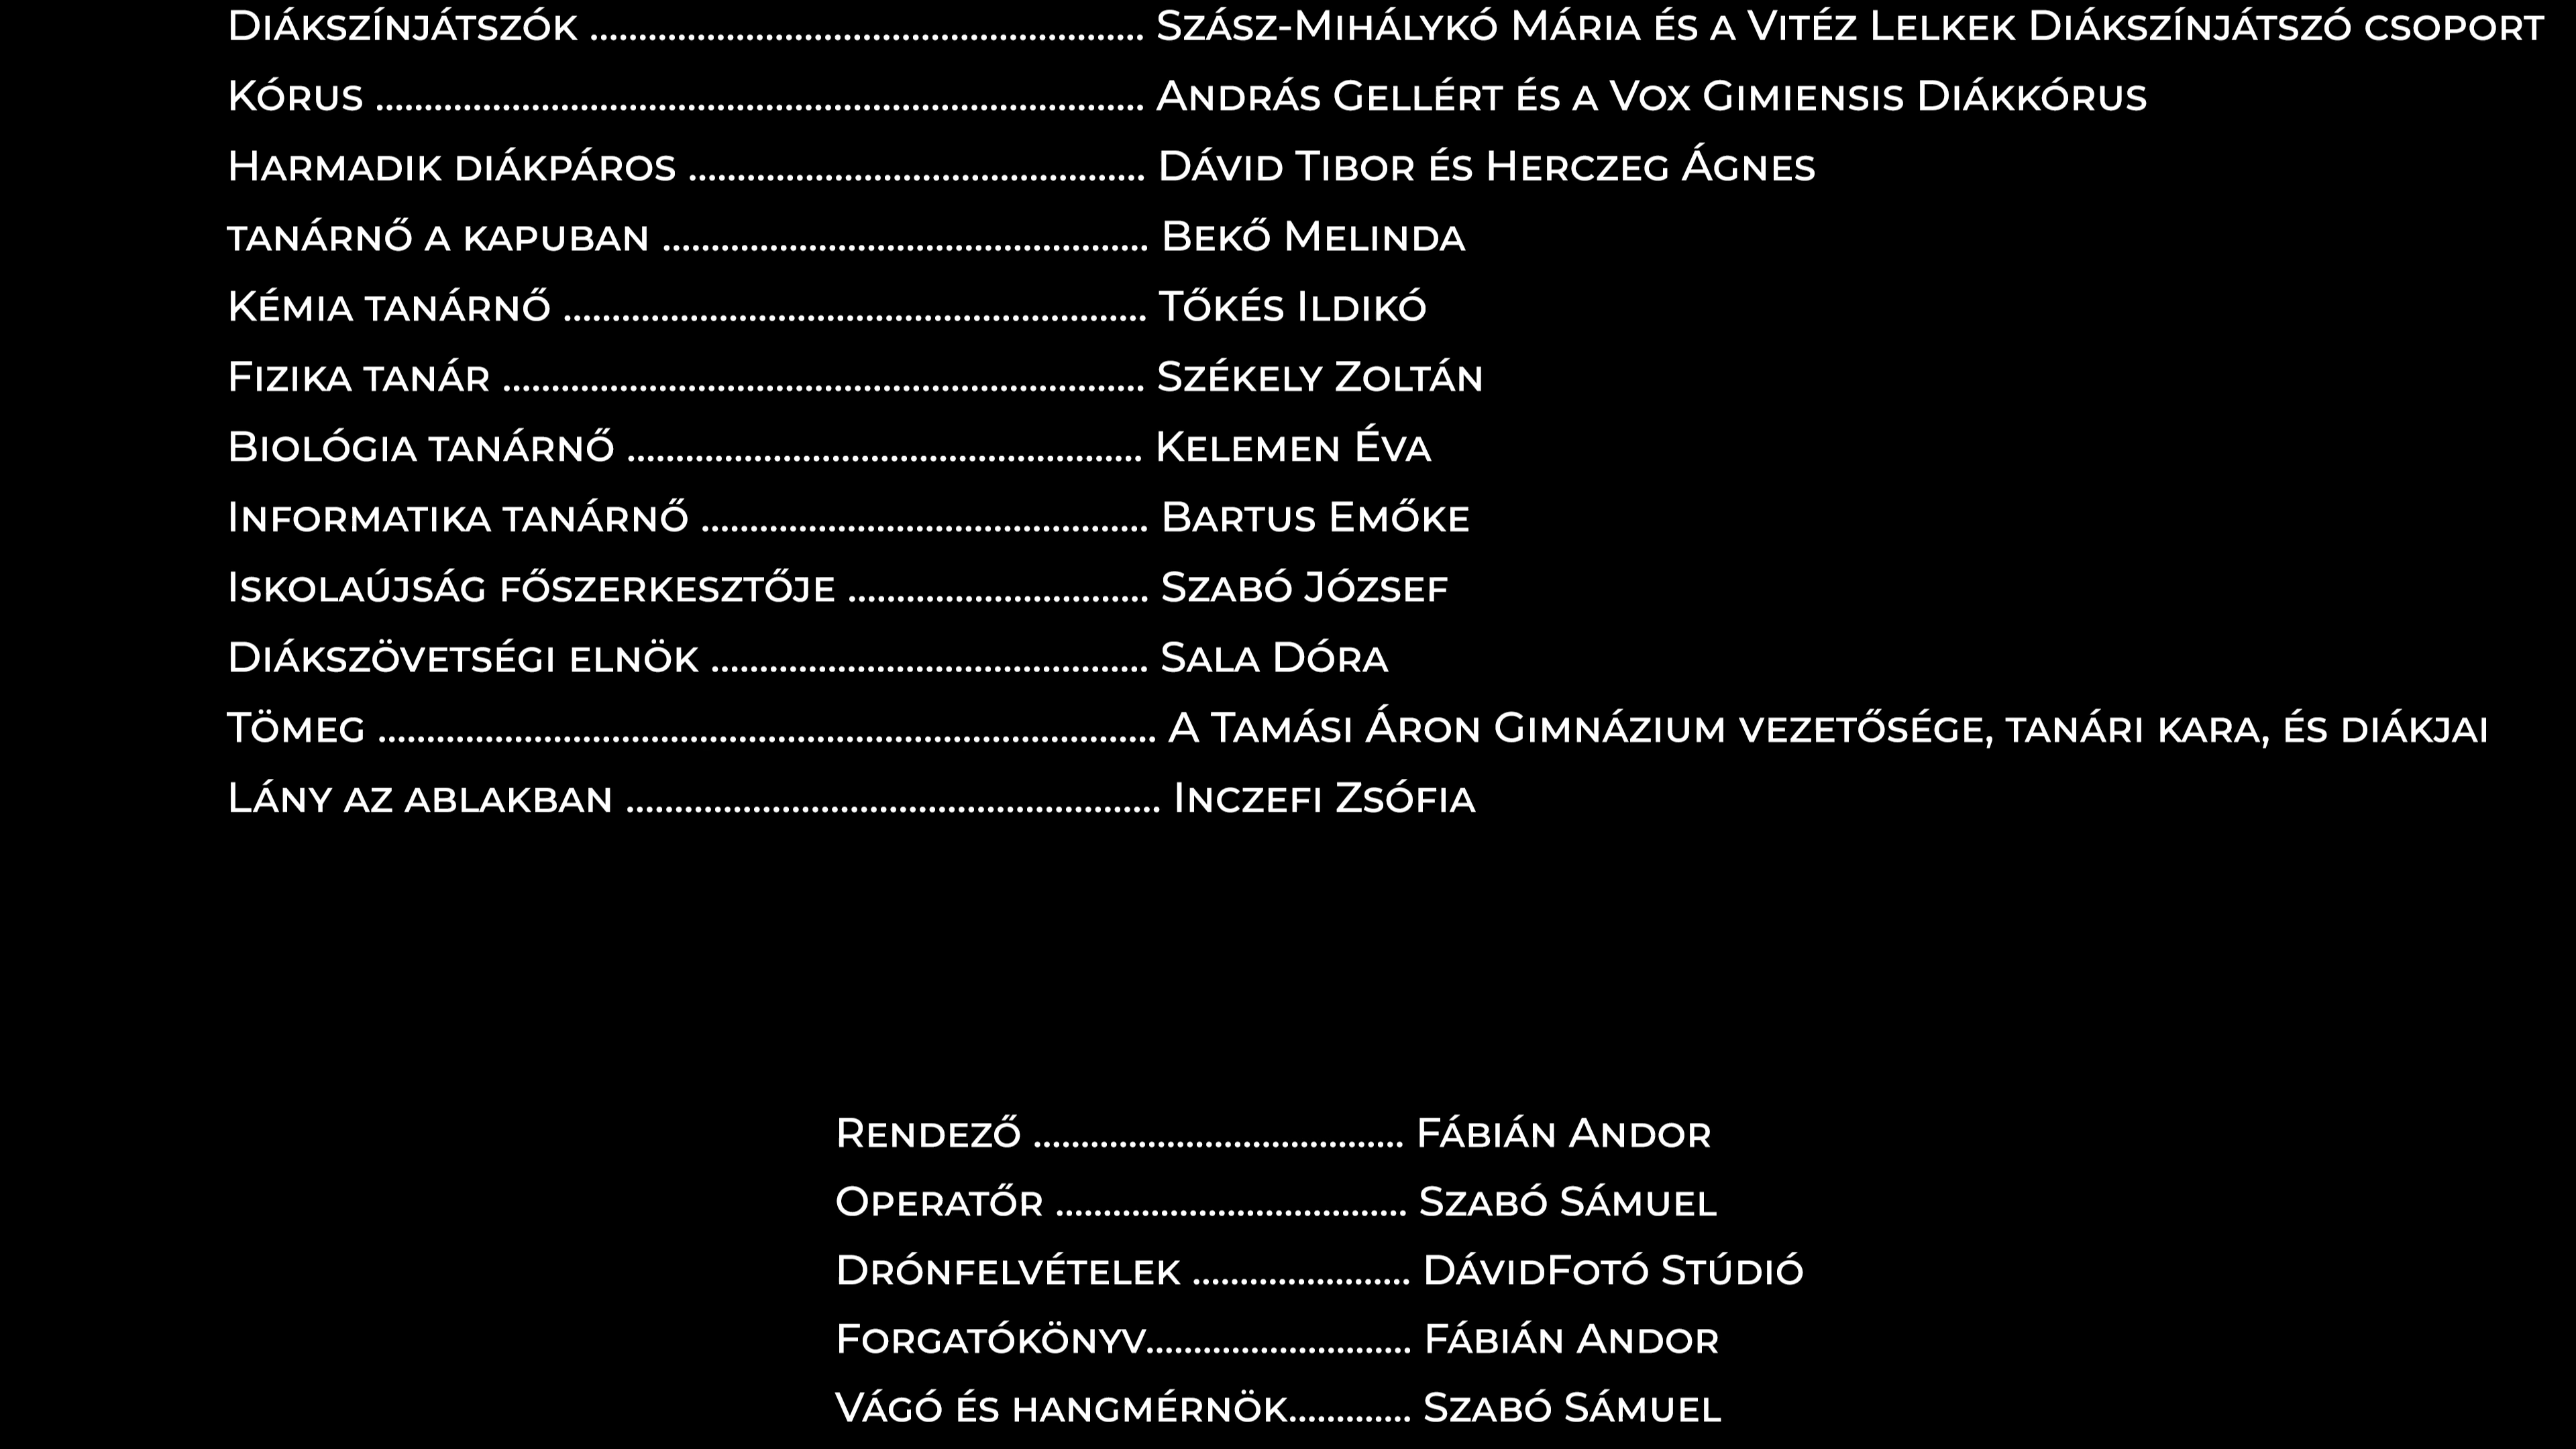 Diákszínjátszók ........................................................ Szász-Mihálykó Mária és a Vitéz Lelkek Diákszínjátszó csoport
Kórus .............................................................................. András Gellért és a Vox Gimiensis Diákkórus
Harmadik diákpáros .............................................. Dávid Tibor és Herczeg Ágnes
tanárnő a kapuban ................................................. Bekő Melinda
Kémia tanárnő ........................................................... Tőkés Ildikó
Fizika tanár ................................................................. Székely Zoltán
Biológia tanárnő .................................................... Kelemen Éva
Informatika tanárnő ............................................. Bartus Emőke
Iskolaújság főszerkesztője .............................. Szabó József
Diákszövetségi elnök ............................................ Sala Dóra
Tömeg ............................................................................... A Tamási Áron Gimnázium vezetősége, tanári kara, és diákjai
Lány az ablakban ...................................................... Inczefi Zsófia
Rendező ....................................... Fábián Andor
Operatőr ..................................... Szabó Sámuel
Drónfelvételek ....................... DávidFotó Stúdió
Forgatókönyv............................ Fábián Andor
Vágó és hangmérnök............. Szabó Sámuel